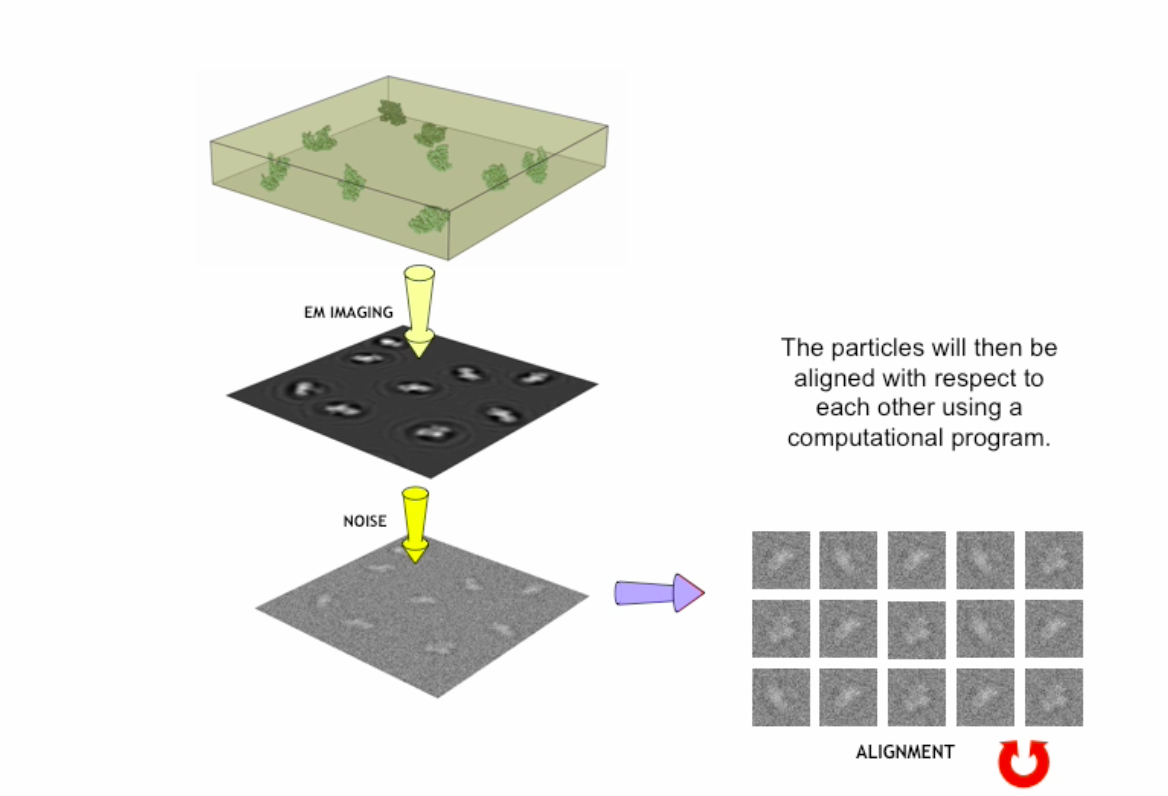 EM IMAGING
The particles will then be
aligned with respect to
each other using a
computational program.
NOISE
ALIGNMENT